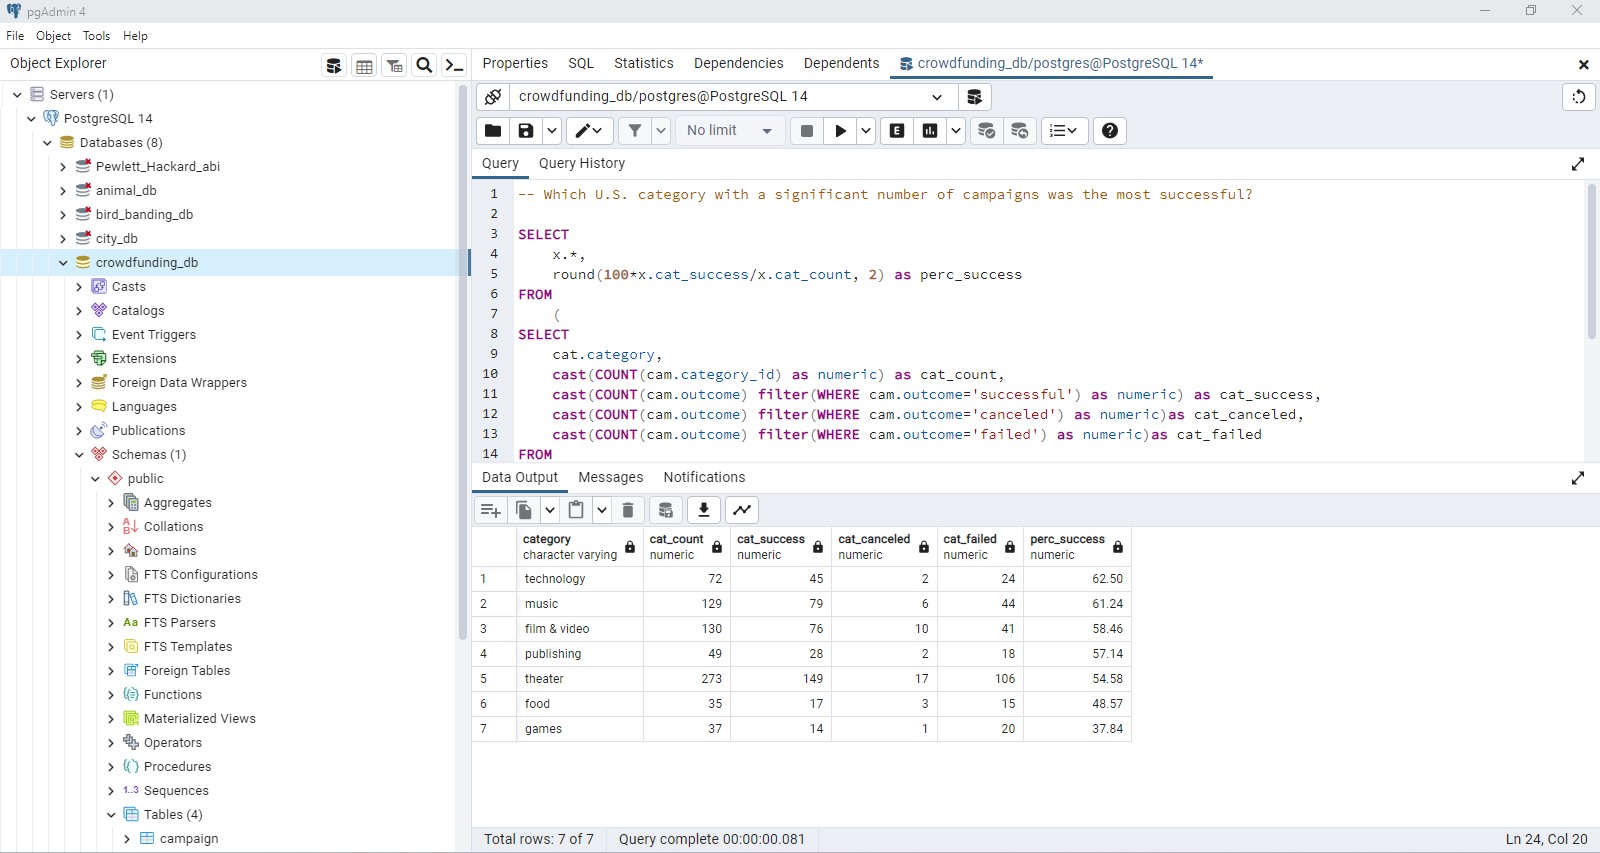 pgAdmin 4
File Object Tools Help
Object Explorer
Properties SQL Statistics Dependencies Dependents crowdfunding_db/postgres@PostgreSQL 14*
Servers (1)
PostgreSQL 14
Databases (8)
Pewlett_Hackard_abi
animal_db
bird_banding_db
city_db
crowdfunding_db
Casts
Catalogs
Event Triggers
Extensions
Foreign Data Wrappers
Languages
Publications
Schemas (1)
public
Aggregates
Collations
Domains
FTS Configurations
FTS Dictionaries
Aa FTS Parsers
FTS Templates
Foreign Tables
Functions
Materialized Views
Operators
Procedures
1..3 Sequences
Tables (4)
campaign
crowdfunding_db/postgres@PostgreSQL 14
No limit E
Query Query History
1 -- Which U.S. category with a significant number of campaigns was the most successful?
2
3 SELECT
4 x.*,
5 round(100*x.cat_success/x.cat_count, 2) as perc_success
6 FROM
7 (
8 SELECT
9 cat.category,
10 cast(COUNT(cam.category_id) as numeric) as cat_count,
11 cast(COUNT(cam.outcome) filter(WHERE cam.outcome='successful') as numeric) as cat_success,
12 cast(COUNT(cam.outcome) filter(WHERE cam.outcome='canceled') as numeric)as cat_canceled,
13 cast(COUNT(cam.outcome) filter(WHERE cam.outcome='failed') as numeric)as cat_failed
14 FROM
Data Output Messages Notifications
category cat_count cat_success cat_canceled cat_failed perc_success
character varying numeric numeric numeric numeric numeric
1 technology 72 45 2 24 62.50
2 music 129 79 6 44 61.24
3 film & video 130 76 10 41 58.46
4 publishing 49 28 2 18 57.14
5 theater 273 149 17 106 54.58
6 food 35 17 3 15 48.57
7 games 37 14 1 20 37.84
Total rows: 7 of 7 Query complete 00:00:00.081 Ln 24, Col 20